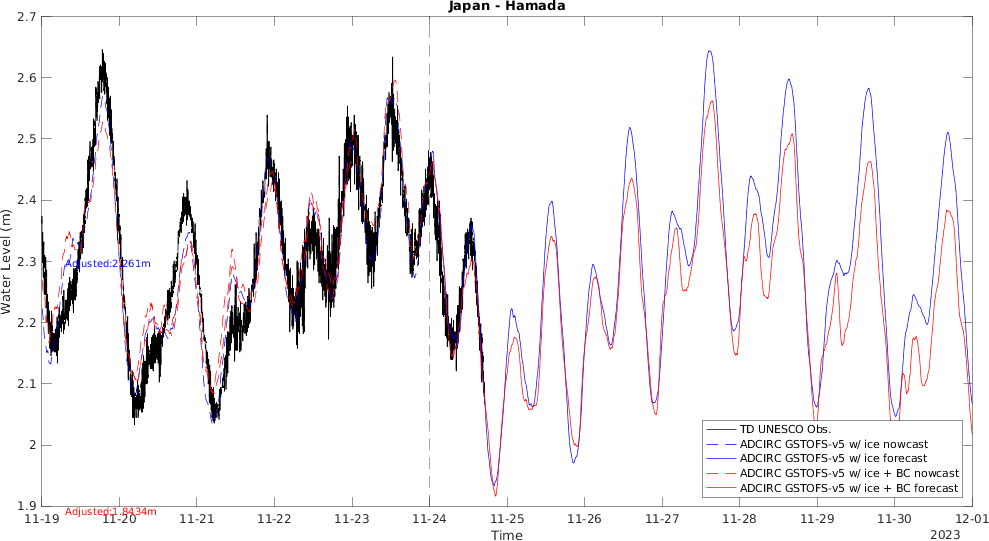 Japan - Hamada
Water Level (m)
2.7
2.6
2.5
2.4
2.3
2.2
2.1
2
1.9
Adjusted:2.261m
Adjusted:1.8434m
TD UNESCO Obs.
ADCIRC GSTOFS-v5 w/ ice nowcast
ADCIRC GSTOFS-v5 w/ ice forecast
ADCIRC GSTOFS-v5 w/ ice + BC nowcast
ADCIRC GSTOFS-v5 w/ ice + BC forecast
11-19 11-20 11-21 11-22 11-23 11-24 11-25 11-26 11-27 11-28 11-29 11-30 12-01
Time
2023